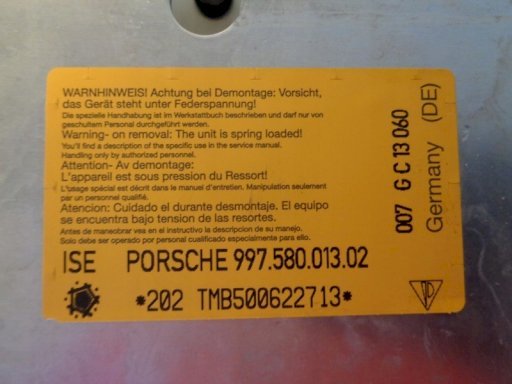 WARNHINWEIS! Achtung bei Demontage: Vorsicht,
das Gerät steht unter Federspannung!
Die spezielle Handhabung ist im Werkstattbuch beschrieben und darf nur von
geschultem Personal durchgeführt werden.
Warning- on removal: The unit is spring loaded!
You'll find a description of the specific use in the service manual.
Handling only by authorized personnel.
Attention- Av demontage:
L'appareil est sous pression du Ressort!
L'usage spécial est décrit dans le manuel d'entretien. Manipulation seulement
par un personnel qualifié.
Atencion: Cuidado el durante desmontaje. El equipo
se encuentra bajo tension de las resortes.
Antes de maneobrar vea en el instructivo la descripcion de su manejo.
Solo debe ser operado por personal cualificado especialmente para ello.
ISE PORSCHE 997.580.013.02
*202 TMB500622713*
007 G C 13 060
Germany (DE)